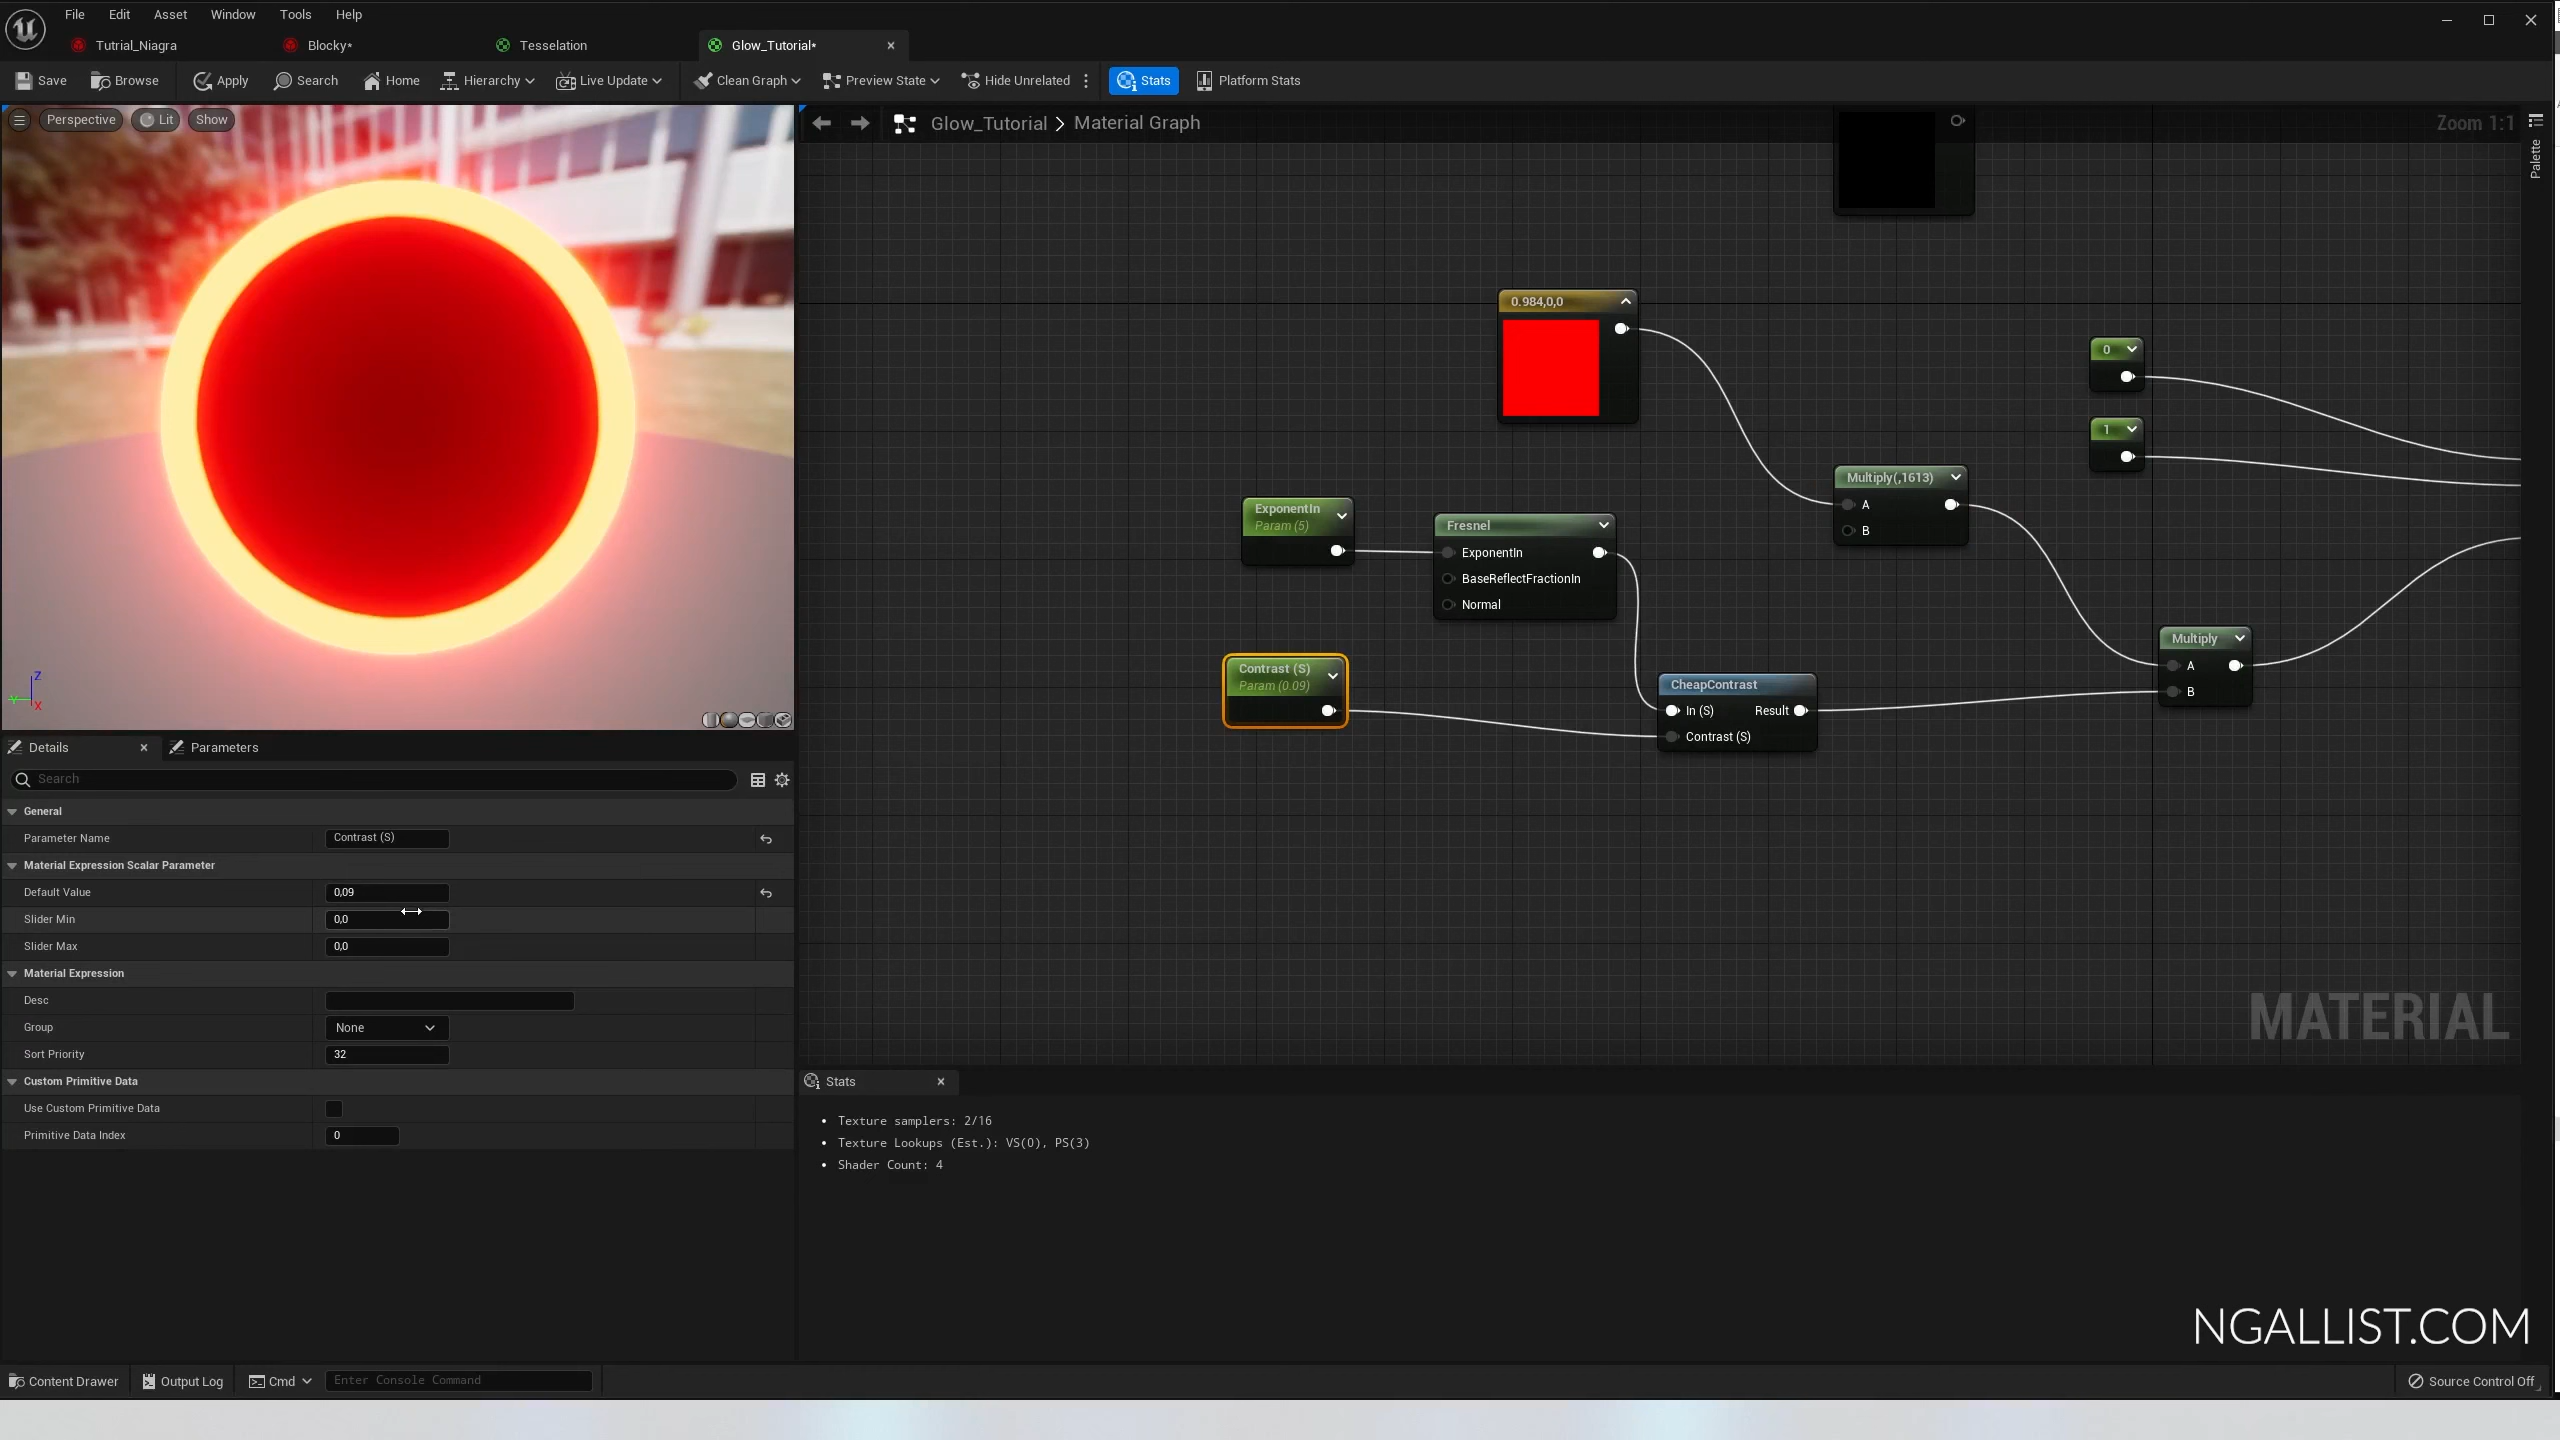 File Edit Asset Window Tools Help
Tutrial_Niagra Blocky* Tesselation Glow_Tutorial*
Save Browse Apply Search Home Hierarchy Live Update Clean Graph Preview State Hide Unrelated Stats Platform Stats
Perspective Lit Show
Glow_Tutorial > Material Graph Zoom 1:1
Palette
0.984,0,0
0
1
Multiply(,1613)
A
B
ExponentIn
Param (5)
Fresnel
ExponentIn
BaseReflectFractionIn
Normal
Contrast (S)
Param (0.09)
CheapContrast
In (S) Result
Contrast (S)
Multiply
A
B
Z
Y
X
MATERIAL
Details Parameters
Search
General
Parameter Name Contrast (S)
Material Expression Scalar Parameter
Default Value 0,09
Slider Min 0,0
Slider Max 0,0
Material Expression
Desc
Group None
Sort Priority 32
Custom Primitive Data
Use Custom Primitive Data
Primitive Data Index 0
Stats
• Texture samplers: 2/16
• Texture Lookups (Est.): VS(0), PS(3)
• Shader Count: 4
NGALLIST.COM
Content Drawer Output Log Cmd Enter Console Command Source Control Off